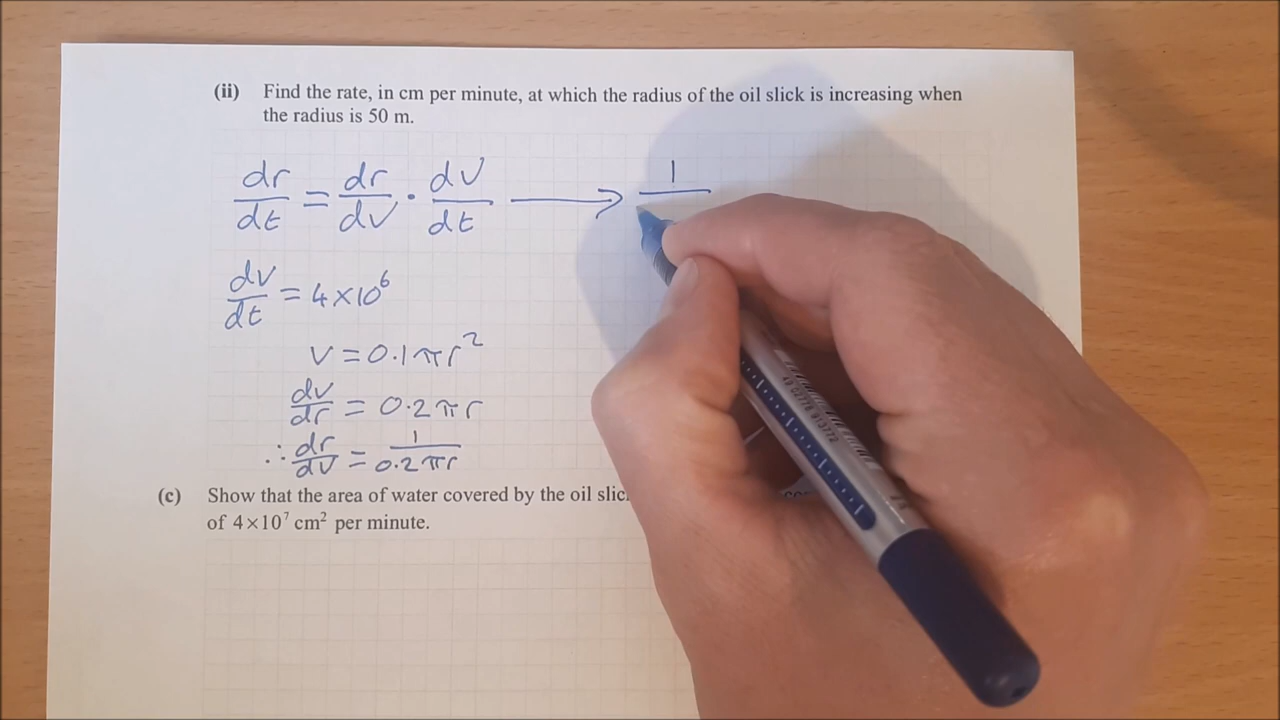 (ii) Find the rate, in cm per minute, at which the radius of the oil slick is increasing when
the radius is 50 m.
dr/dt = dr/dv · dV/dt → 1
dv/dt = 4×10⁶
V = 0.1πr²
dv/dr = 0.2πr
∴ dr/dV = 1/0.2πr
(c) Show that the area of water covered by the oil
of 4×10⁷ cm² per minute.